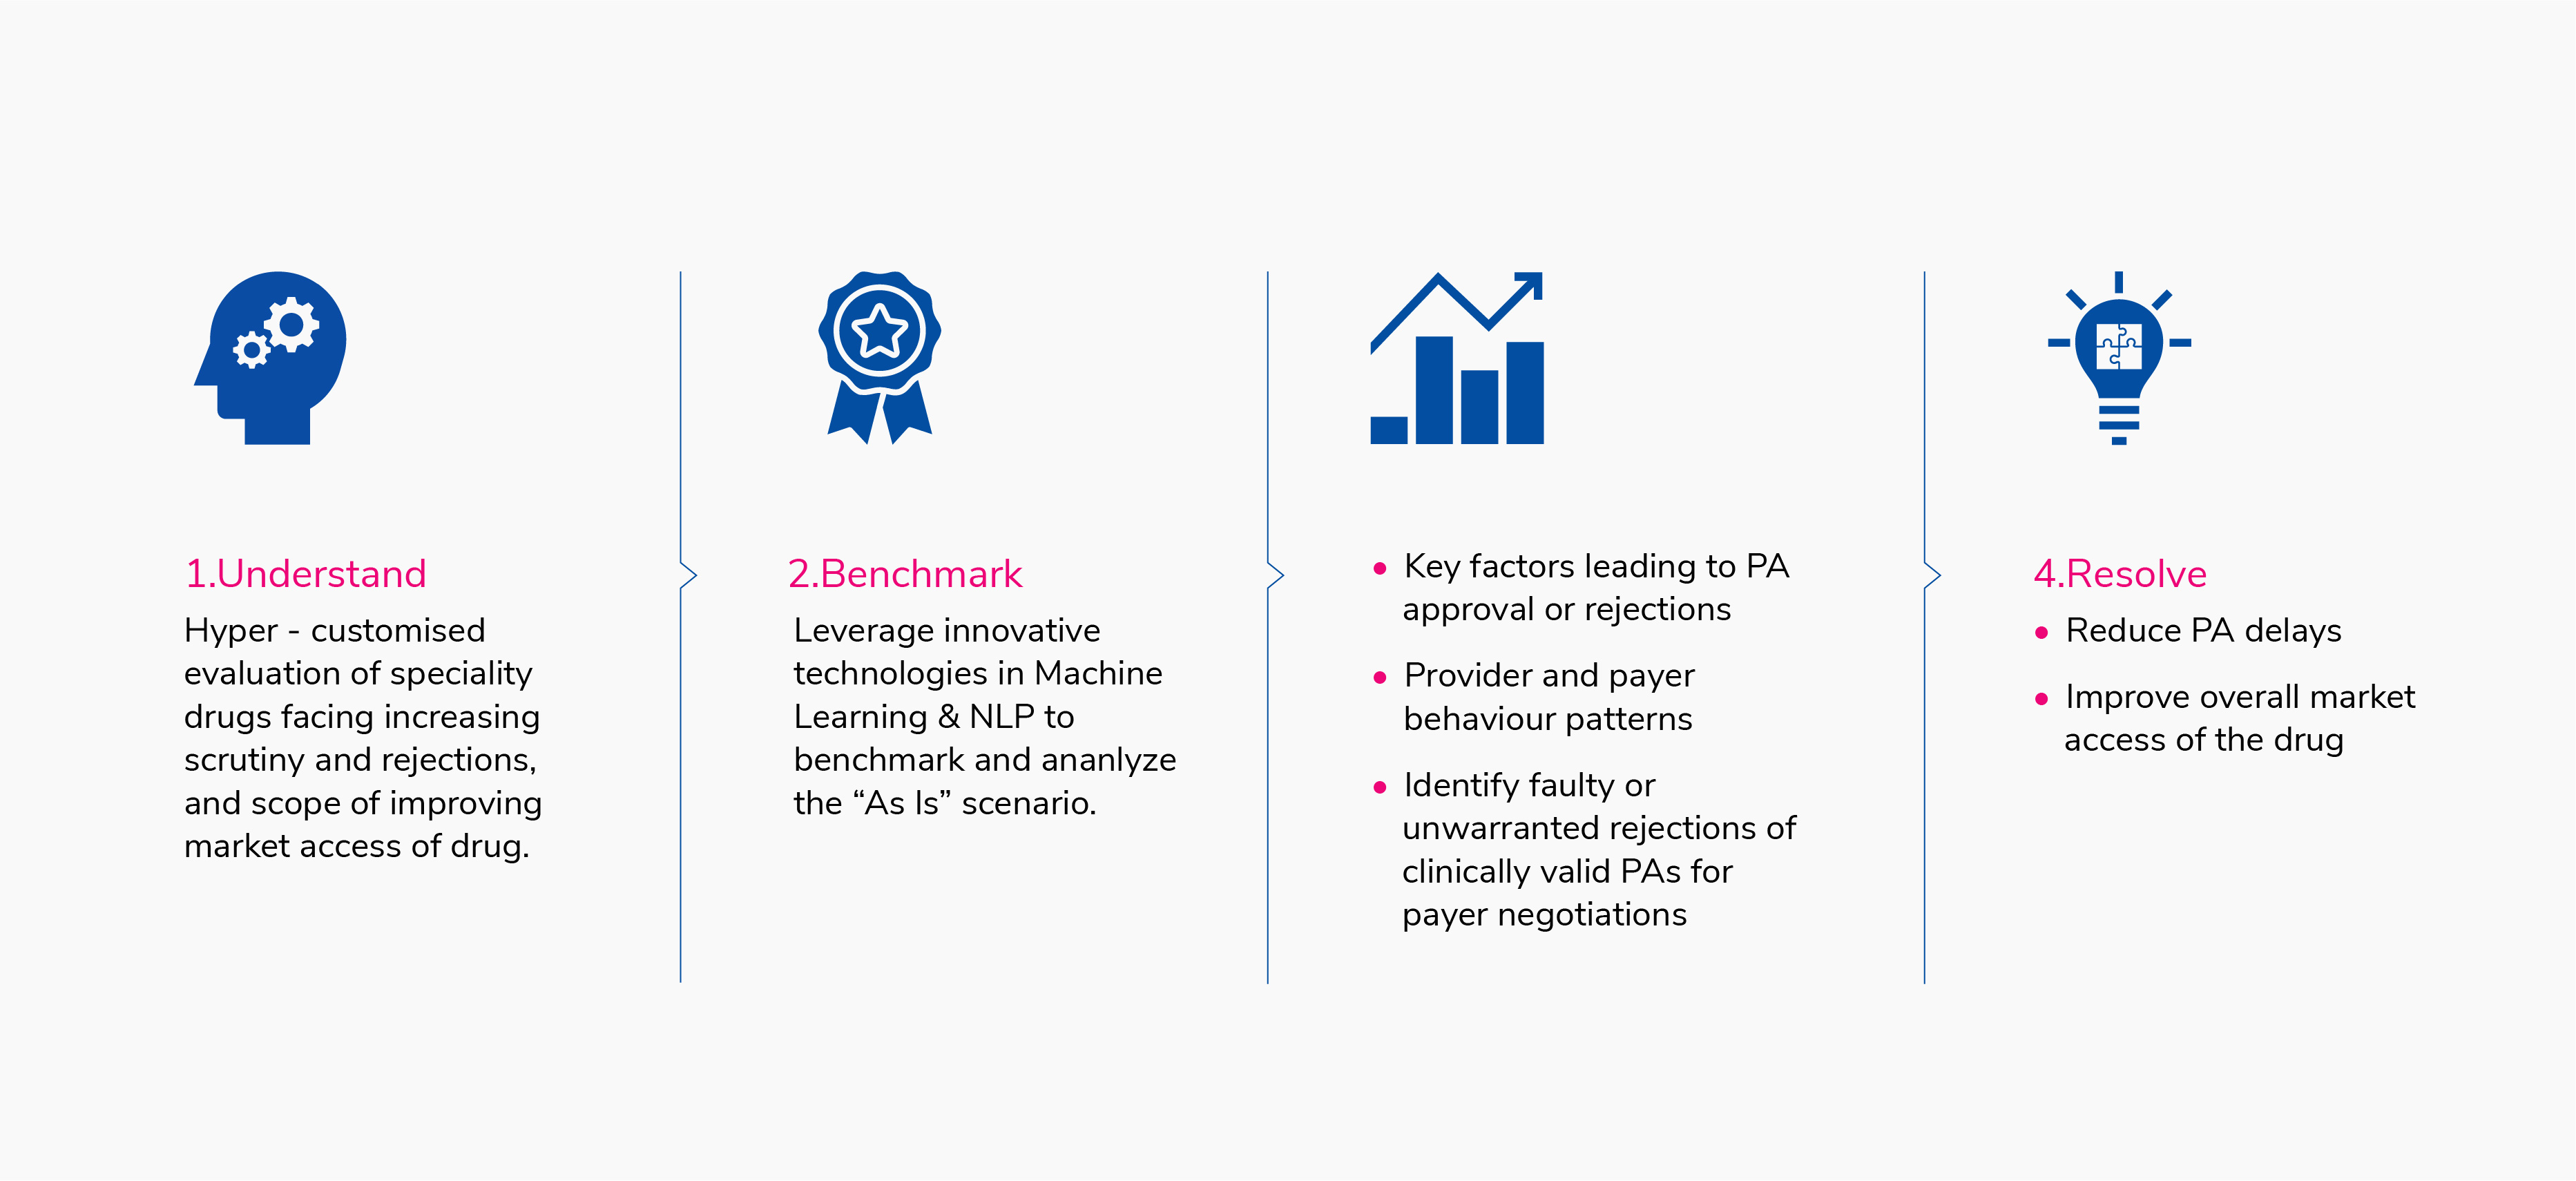 1.Understand
Hyper - customised
evaluation of speciality
drugs facing increasing
scrutiny and rejections,
and scope of improving
market access of drug.
2.Benchmark
Leverage innovative
technologies in Machine
Learning & NLP to
benchmark and ananlyze
the “As Is” scenario.
• Key factors leading to PA
approval or rejections
• Provider and payer
behaviour patterns
• Identify faulty or
unwarranted rejections of
clinically valid PAs for
payer negotiations
4.Resolve
• Reduce PA delays
• Improve overall market
access of the drug